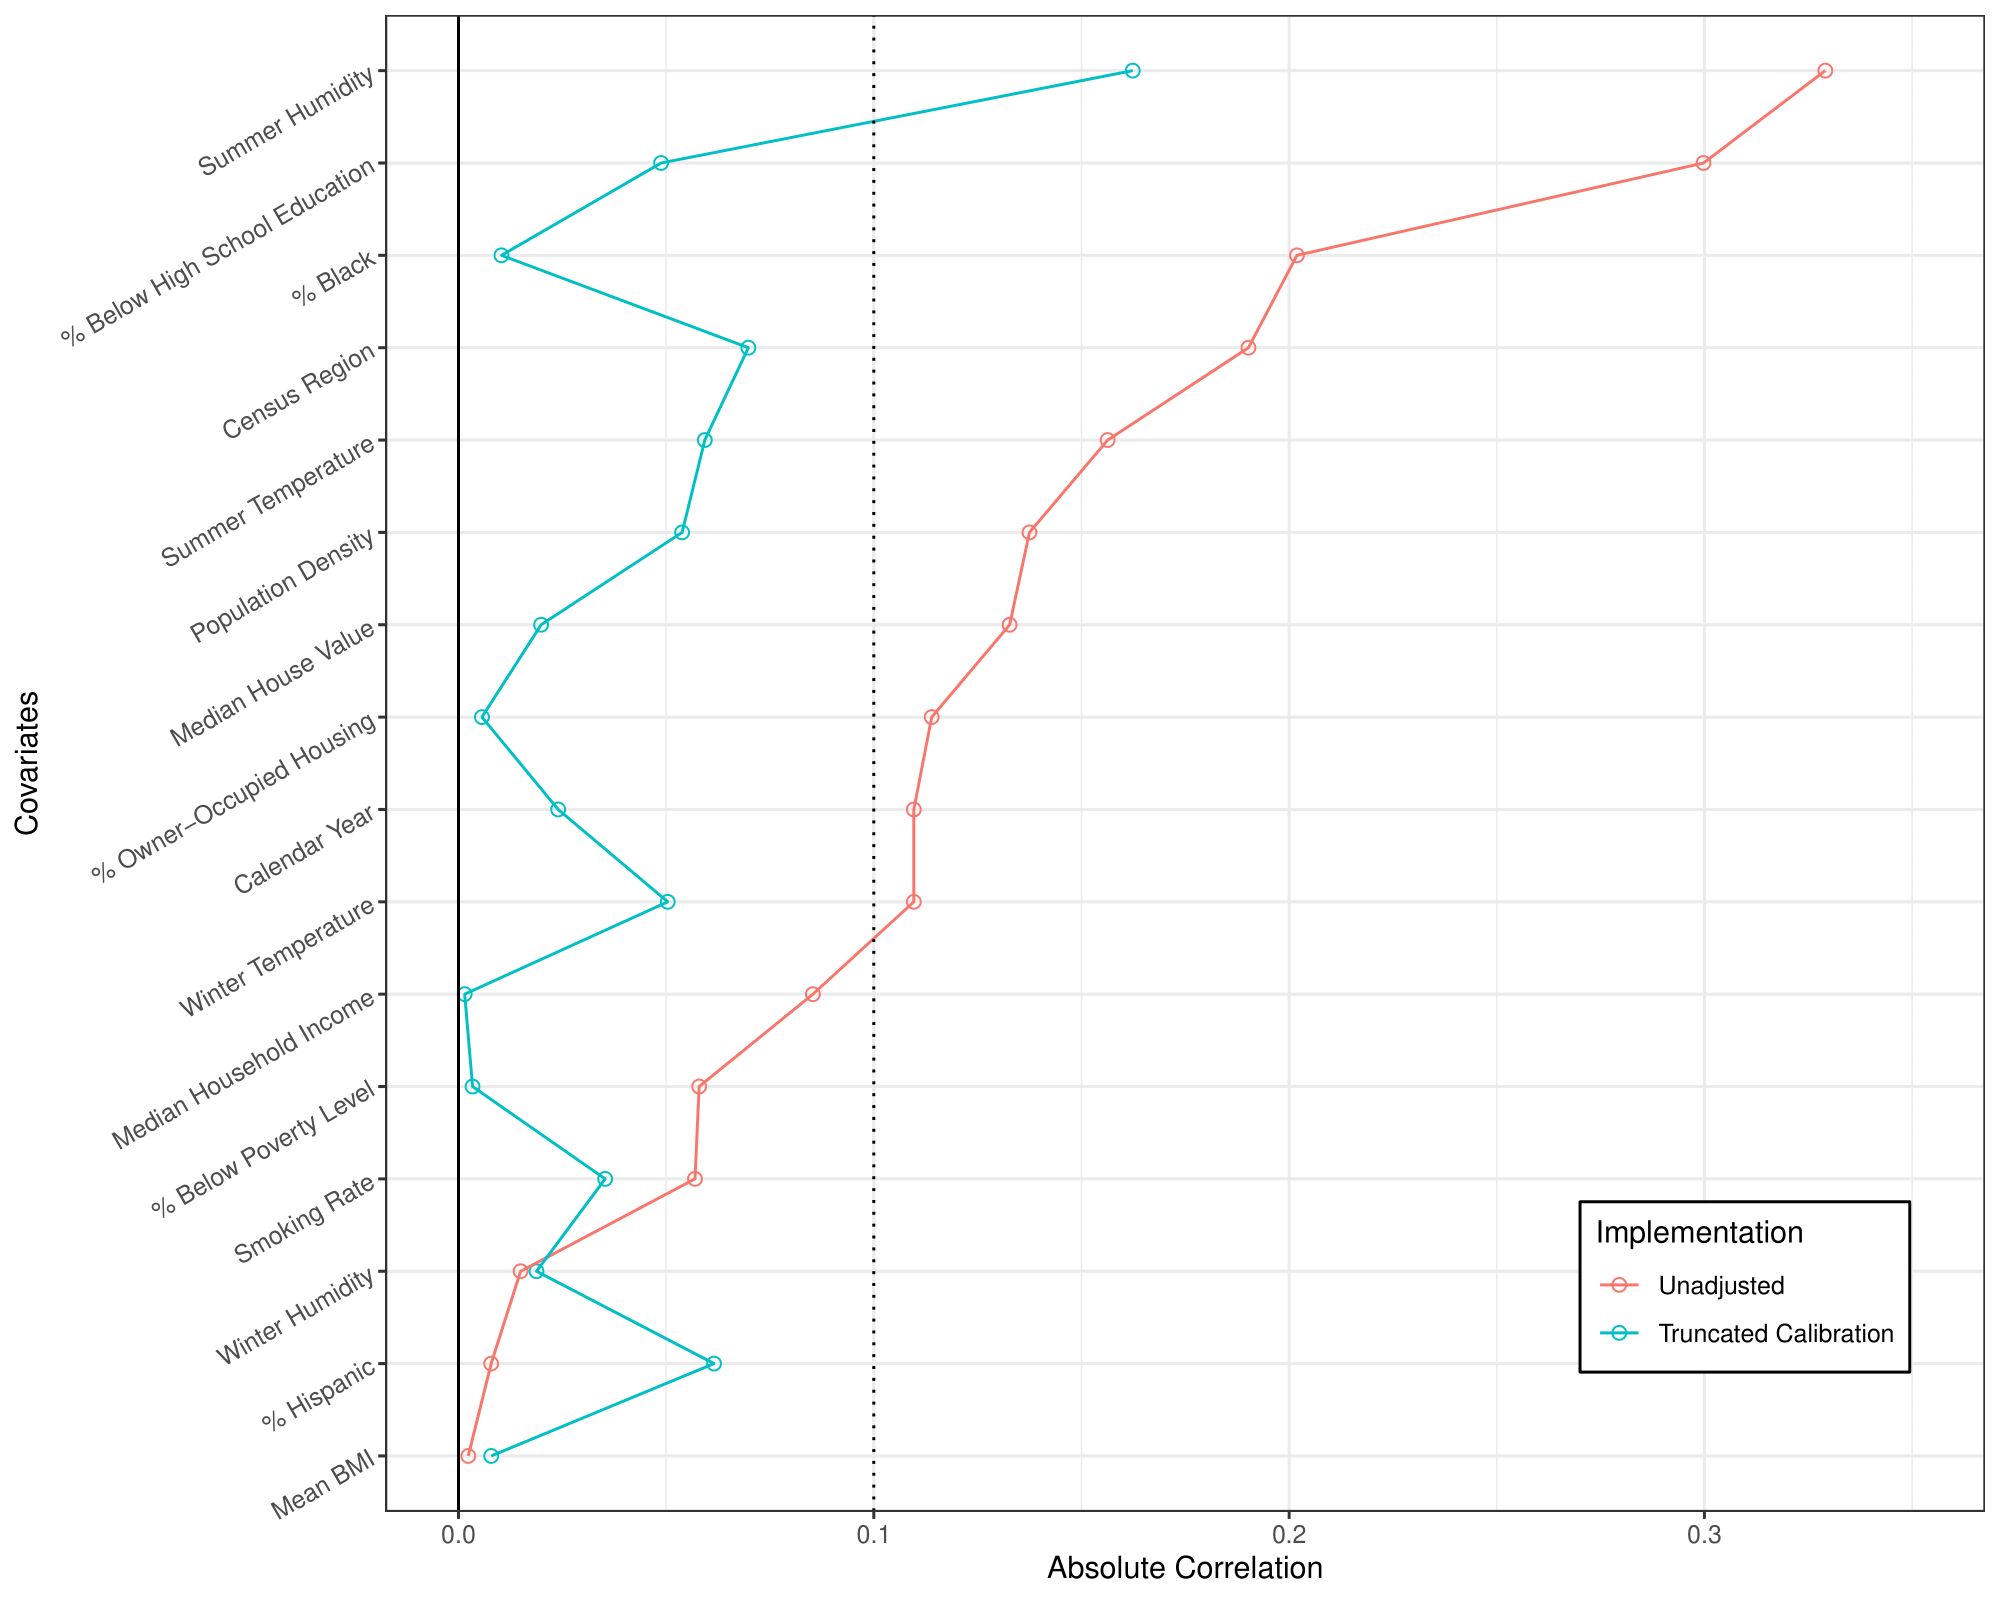 Summer Humidity
% Below High School Education
% Black
Census Region
Summer Temperature
Population Density
Median House Value
% Owner–Occupied Housing
Calendar Year
Winter Temperature
Median Household Income
% Below Poverty Level
Smoking Rate
Winter Humidity
% Hispanic
Mean BMI
Covariates
Implementation
Unadjusted
Truncated Calibration
0.0 0.1 0.2 0.3
Absolute Correlation